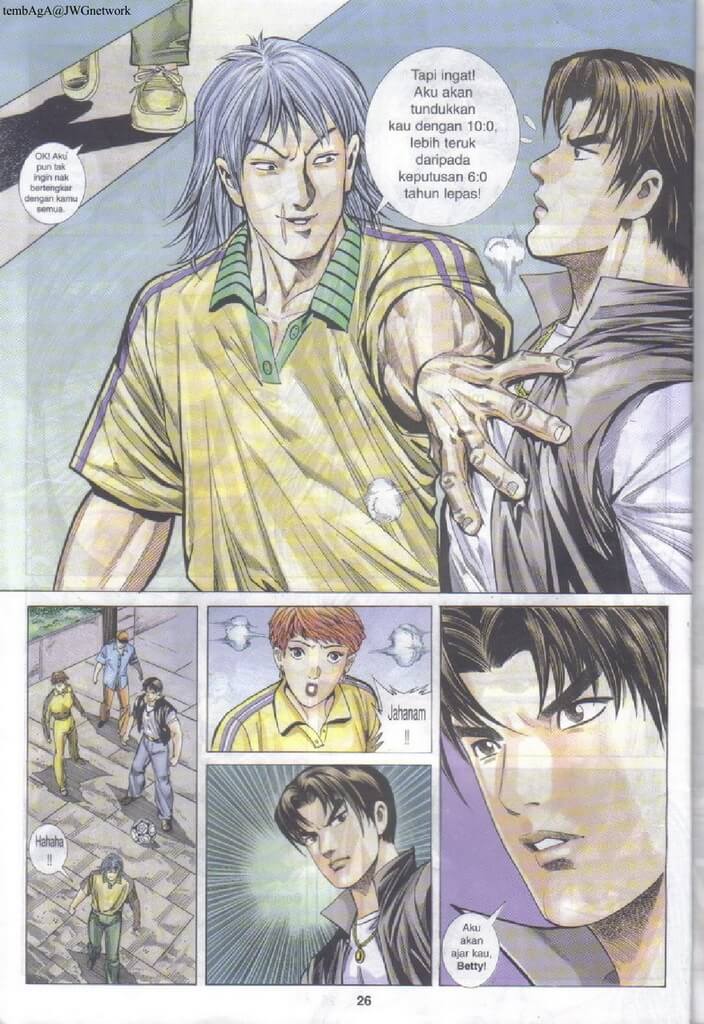 tembAgA@JWGnetwork
OK! Aku
pun tak
ingin nak
bertengkar
dengan kamu
semua.
Tapi ingat!
Aku akan
tundukkan
kau dengan 10:0,
lebih teruk
daripada
keputusan 6:0
tahun lepas!
Hahaha
!!
Jahanam
!!
Aku
akan
ajar kau,
Betty!
26